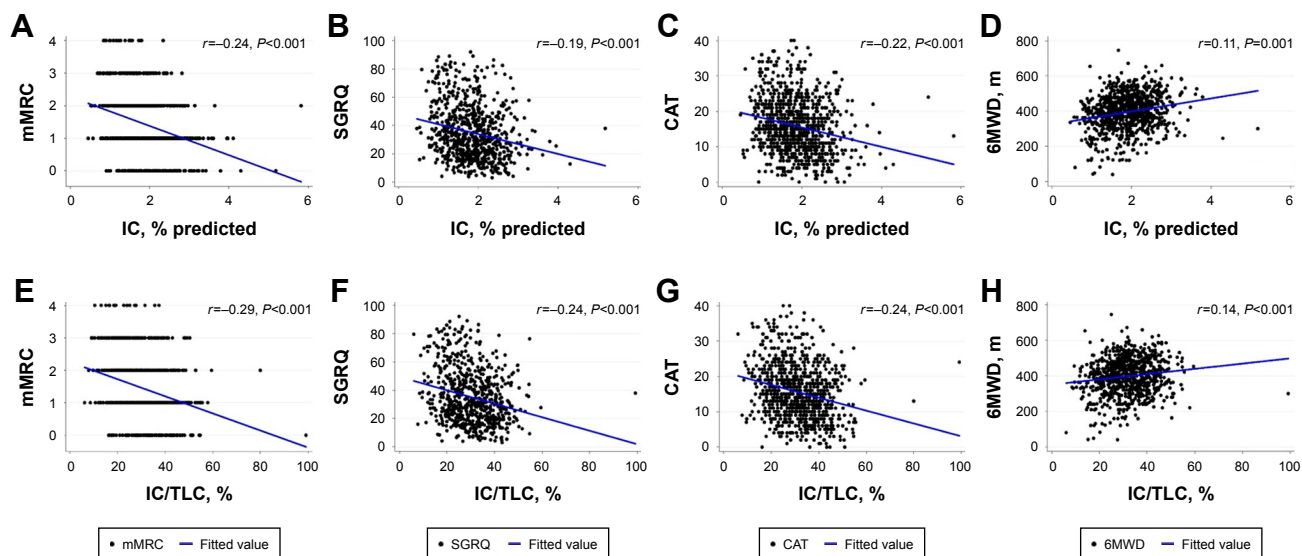 A
r=–0.24, P<0.001
mMRC
4
3
2
1
0
0 2 4 6
IC, % predicted
B
r=–0.19, P<0.001
SGRQ
100
80
60
40
20
0
0 2 4 6
IC, % predicted
C
r=–0.22, P<0.001
CAT
40
30
20
10
0
0 2 4 6
IC, % predicted
D
r=0.11, P=0.001
6MWD, m
800
600
400
200
0
0 2 4 6
IC, % predicted
E
r=–0.29, P<0.001
mMRC
4
3
2
1
0
0 20 40 60 80 100
IC/TLC, %
mMRC Fitted value
F
r=–0.24, P<0.001
SGRQ
100
80
60
40
20
0
0 20 40 60 80 100
IC/TLC, %
SGRQ Fitted value
G
r=–0.24, P<0.001
CAT
40
30
20
10
0
0 20 40 60 80 100
IC/TLC, %
CAT Fitted value
H
r=0.14, P<0.001
6MWD, m
800
600
400
200
0
0 20 40 60 80 100
IC/TLC, %
6MWD Fitted value